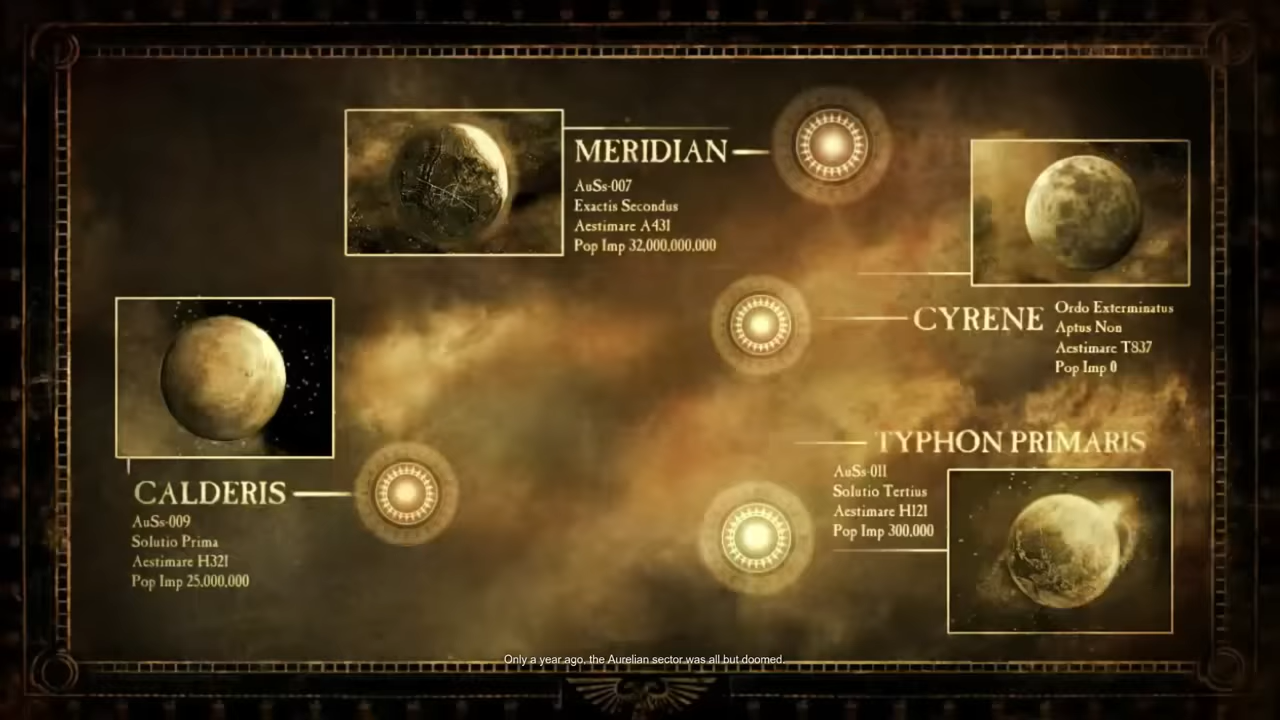 MERIDIAN
AuSs-007
Exactis Secondus
Aestimare A431
Pop Imp 32,000,000,000
CYRENE
Ordo Exterminatus
Aptus Non
Aestimare T837
Pop Imp 0
TYPHON PRIMARIS
AuSs-011
Solutio Tertius
Aestimare H121
Pop Imp 300,000
CALDERIS
AuSs-009
Solutio Prima
Aestimare H321
Pop Imp 25,000,000
Only a year ago, the Aurelian sector was all but doomed.